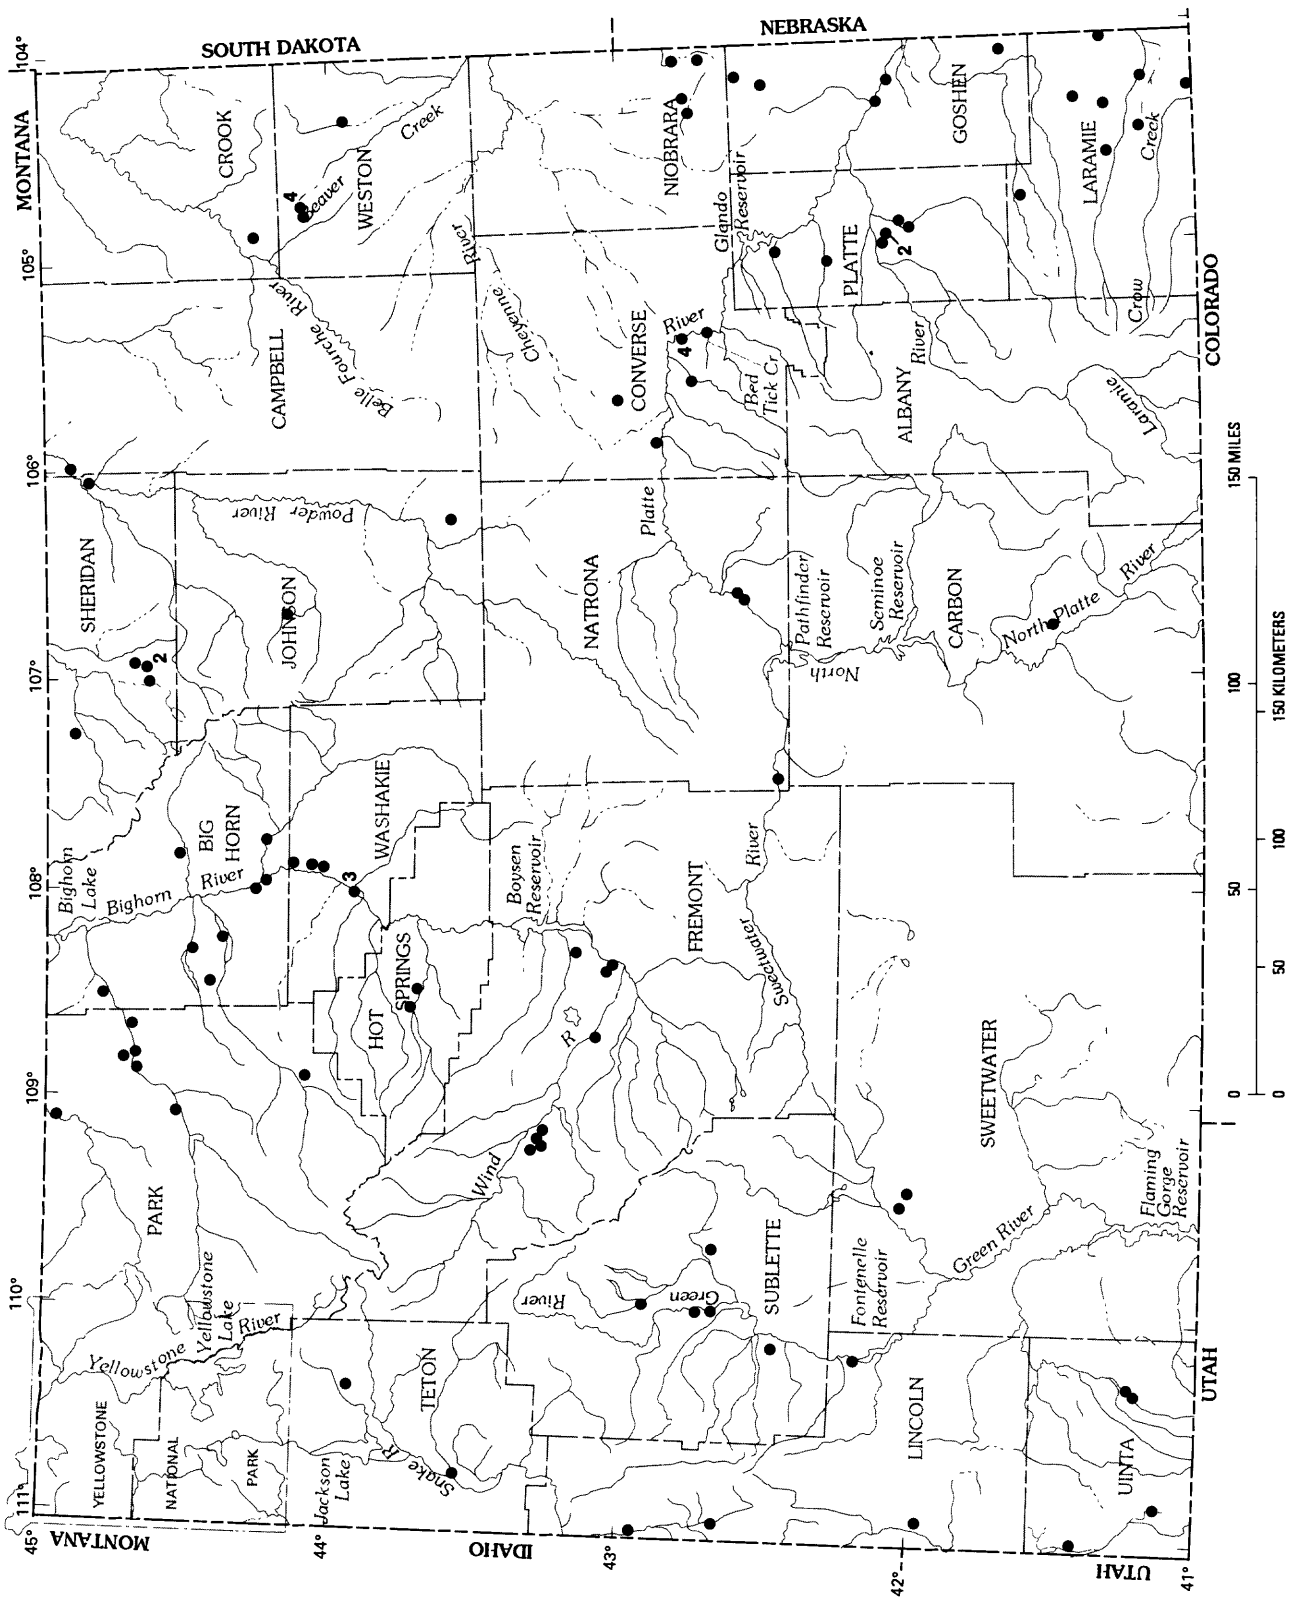 MONTANA
SOUTH DAKOTA
NEBRASKA
104°
105°
106°
107°
108°
109°
110°
111°
45°
44°
43°
42°
41°
MONTANA
IDAHO
UTAH
UTAH
COLORADO
CROOK
WESTON
Beaver
Creek
4
CAMPBELL
Belle Fourche River
Cheyenne
River
NIOBRARA
CONVERSE
Glando
Reservoir
River
4
Bed
Tick Cr
GOSHEN
PLATTE
2
LARAMIE
Crow
Creek
ALBANY
River
Laramie
SHERIDAN
2
Powder River
JOHNSON
NATRONA
Platte
Pathfinder
Reservoir
Seminoe
Reservoir
North
CARBON
North Platte
River
Bighorn
Lake
Bighorn
River
BIG
HORN
WASHAKIE
3
HOT
SPRINGS
Boysen
Reservoir
FREMONT
Sweetwater
River
R
Wind
PARK
Yellowstone
Lake
Yellowstone
River
YELLOWSTONE
NATIONAL
PARK
Jackson
Lake
TETON
Snake R
SUBLETTE
Green
River
Fontenelle
Reservoir
LINCOLN
SWEETWATER
Green River
Flaming
Gorge
Reservoir
UINTA
0
50
100
150 MILES
0
50
100
150 KILOMETERS